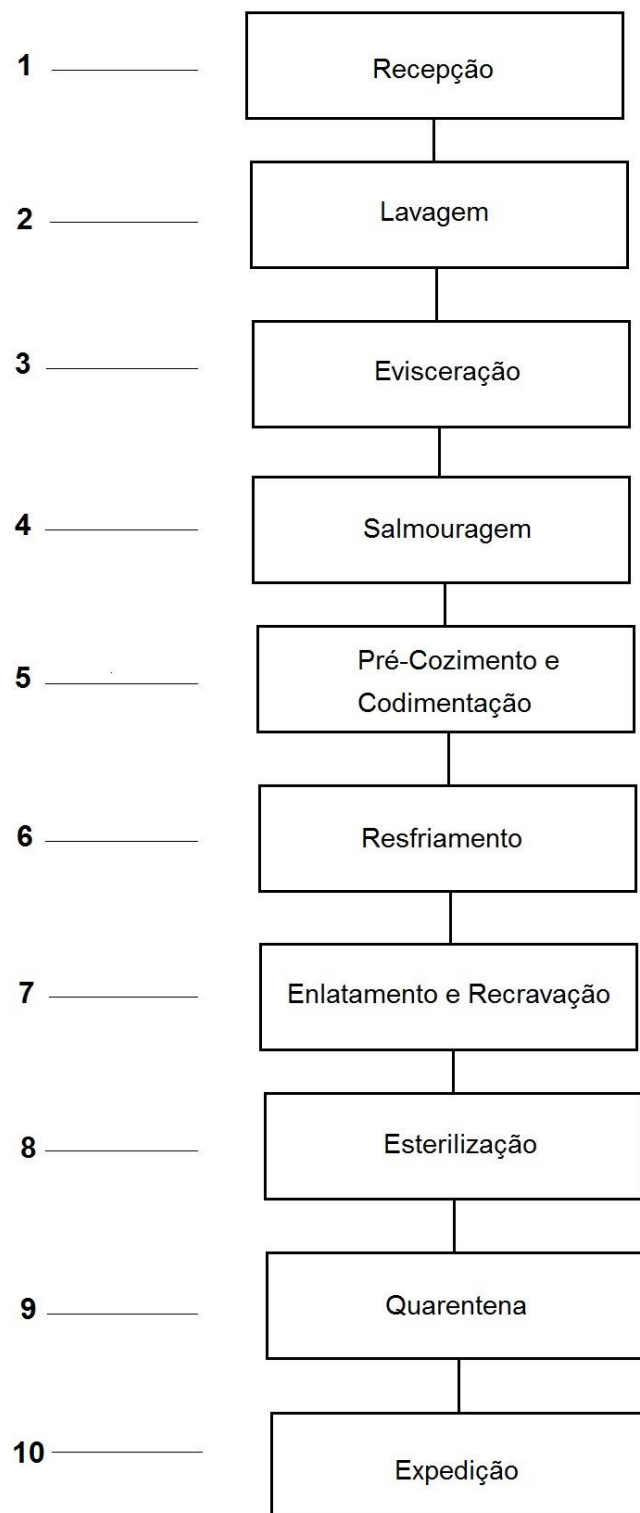 1 Recepção
2 Lavagem
3 Evisceração
4 Salmouragem
5 Pré-Cozimento e
Codimentação
6 Resfriamento
7 Enlatamento e Recravação
8 Esterilização
9 Quarentena
10 Expedição